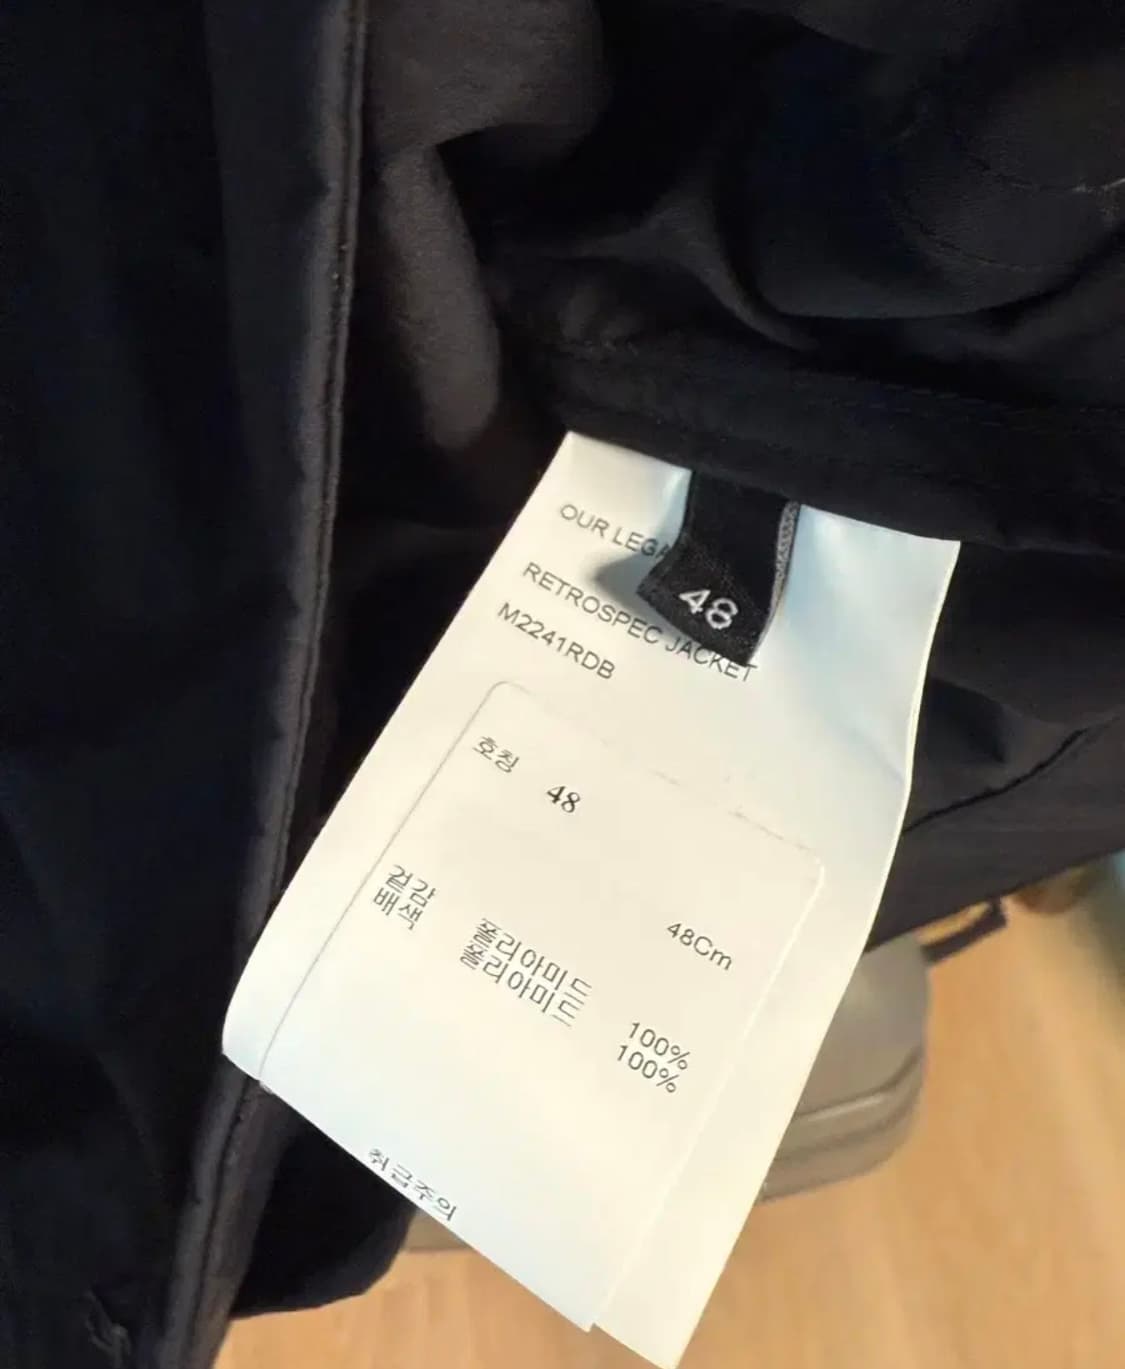 OUR LEGA
48
RETROSPEC JACKET
M2241RDB
호칭 48
48Cm
겉감 폴리아미드 100%
배색 폴리아미드 100%
취급주의